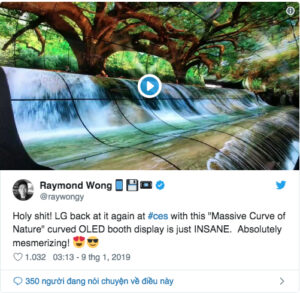 Raymond Wong
@raywongy
Holy shit! LG back at it again at #ces with this "Massive Curve of
Nature" curved OLED booth display is just INSANE. Absolutely
mesmerizing! 😍😎
1.032 03:13 - 9 thg 1, 2019
350 người đang nói chuyện về điều này